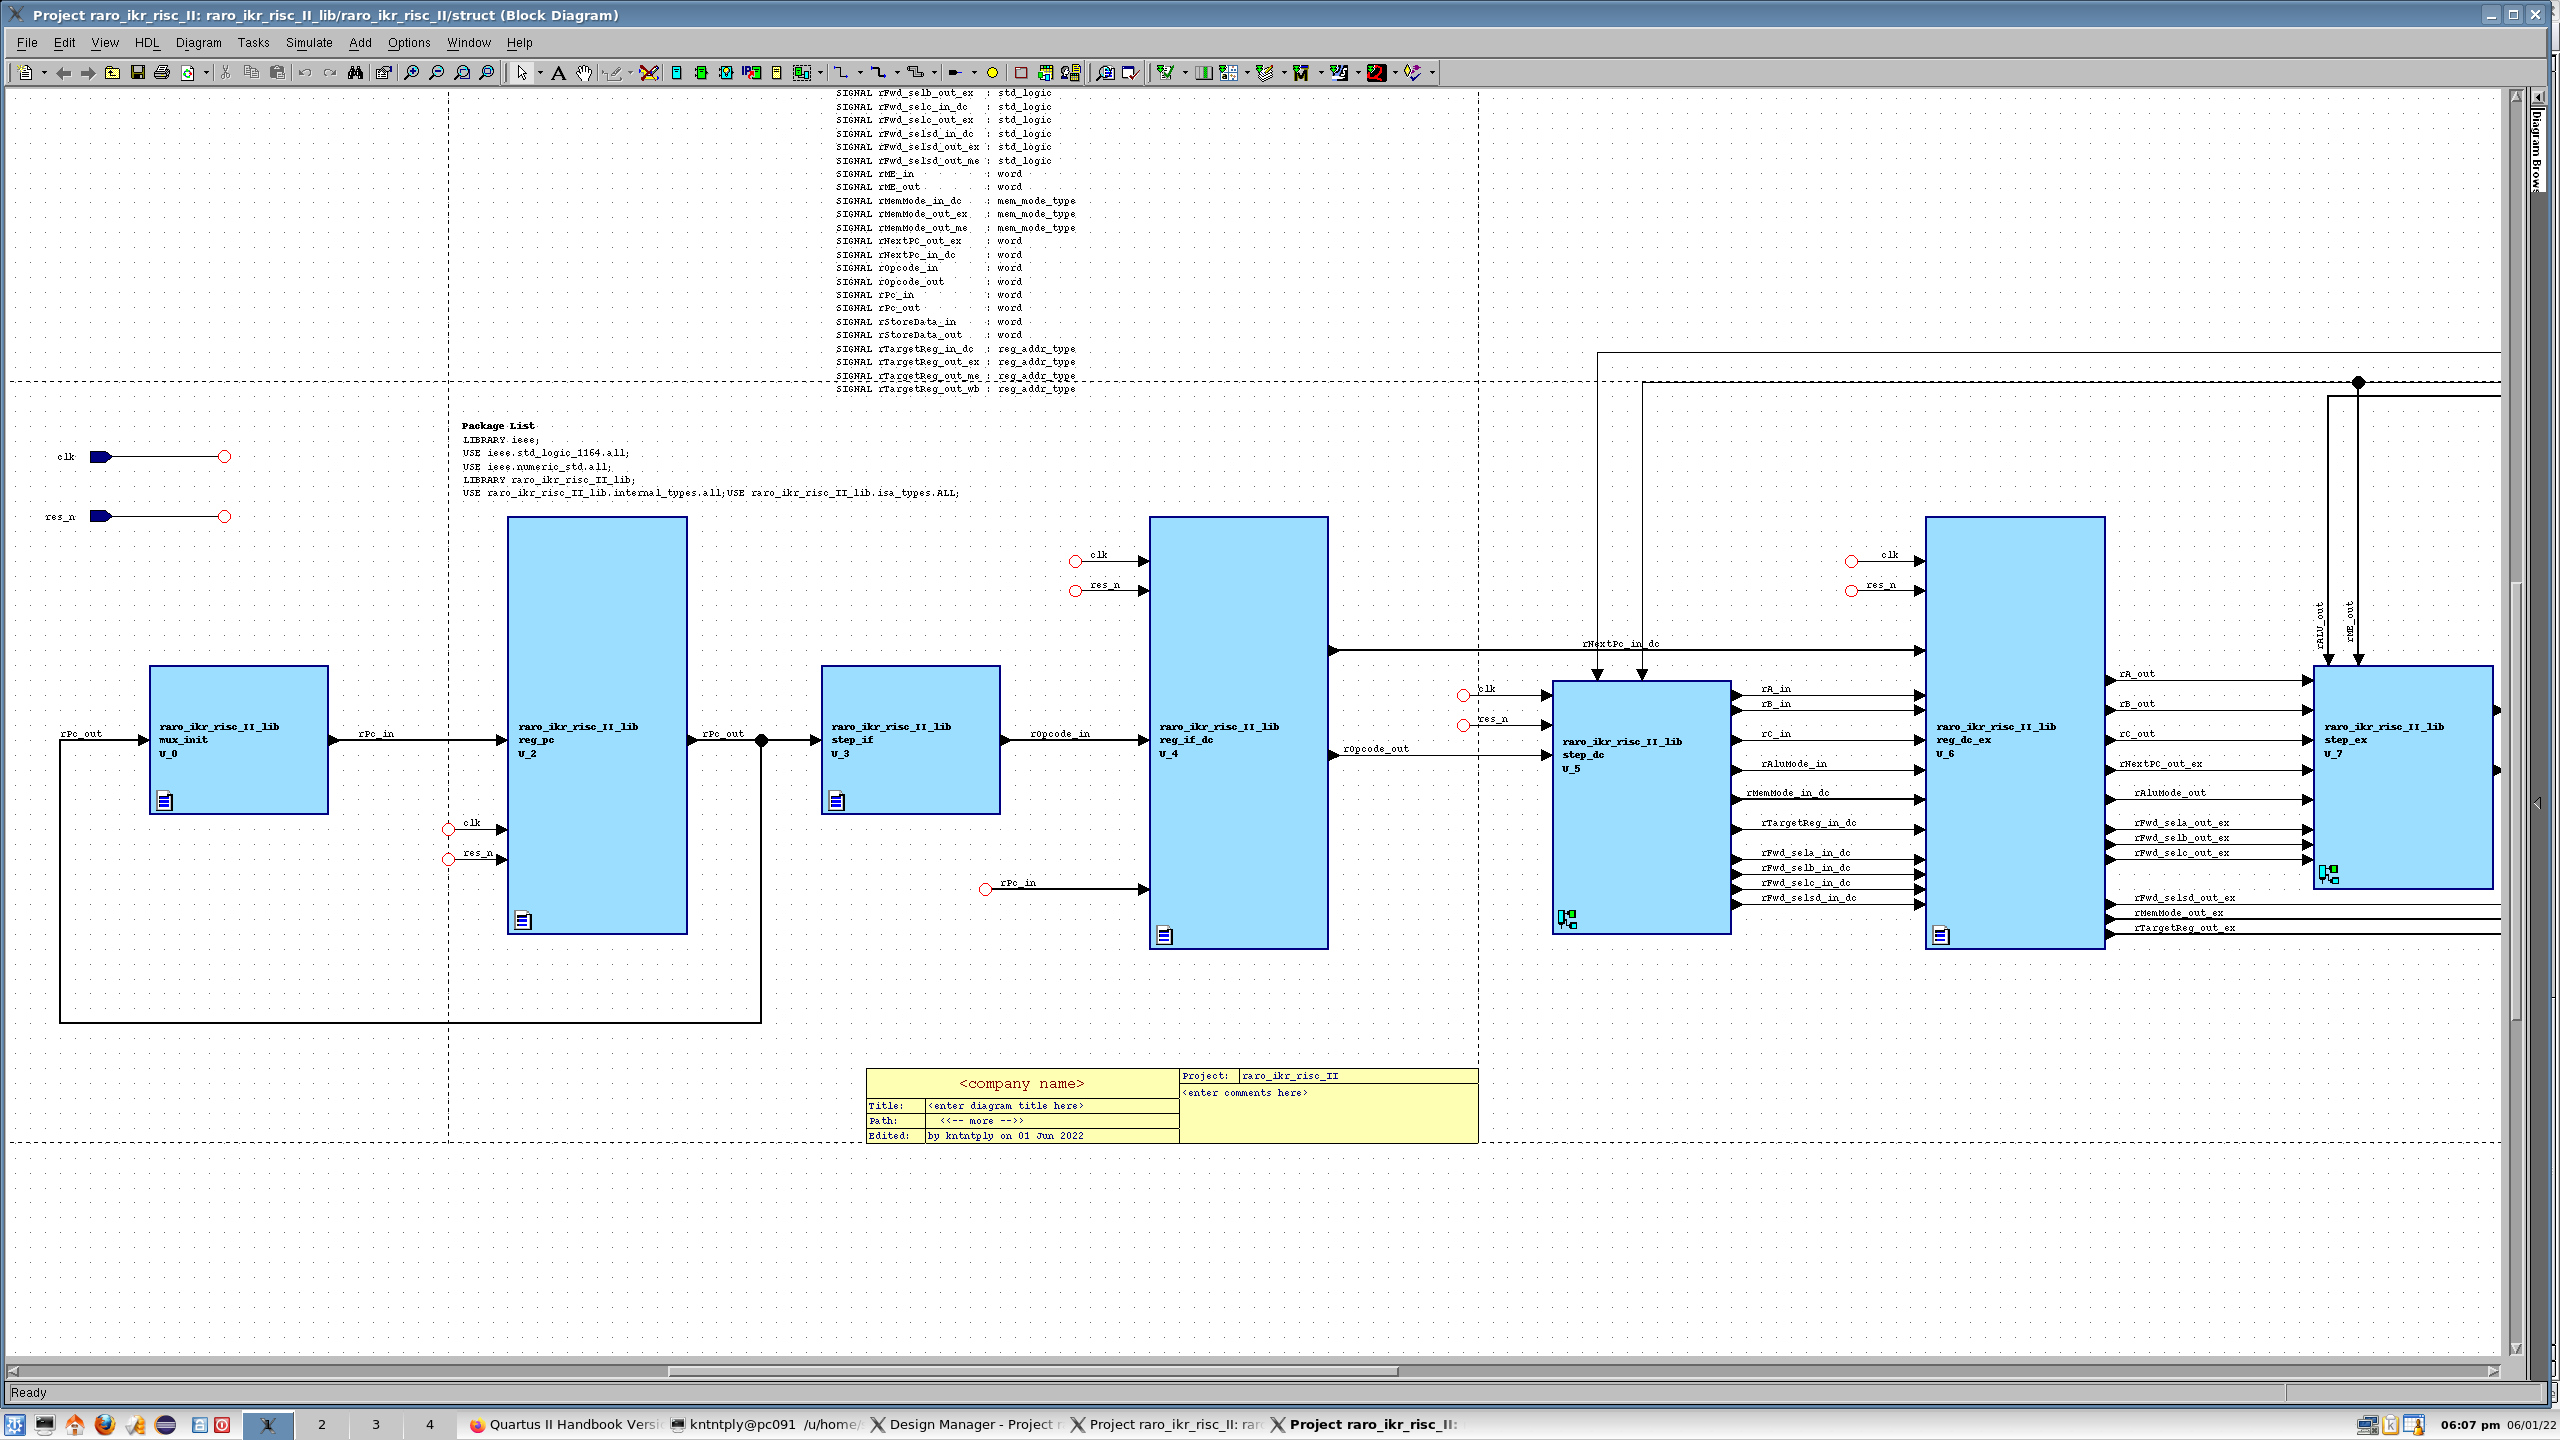 Project raro_ikr_risc_II: raro_ikr_risc_II_lib/raro_ikr_risc_II/struct (Block Diagram)
File Edit View HDL Diagram Tasks Simulate Add Options Window Help
Diagram Brows
SIGNAL rFwd_selb_out_ex : std_logic
SIGNAL rFwd_selc_in_dc : std_logic
SIGNAL rFwd_selc_out_ex : std_logic
SIGNAL rFwd_selsd_in_dc : std_logic
SIGNAL rFwd_selsd_out_ex : std_logic
SIGNAL rFwd_selsd_out_me : std_logic
SIGNAL rME_in : word
SIGNAL rME_out : word
SIGNAL rMemMode_in_dc : mem_mode_type
SIGNAL rMemMode_out_ex : mem_mode_type
SIGNAL rMemMode_out_me : mem_mode_type
SIGNAL rNextPC_out_ex : word
SIGNAL rNextPc_in_dc : word
SIGNAL rOpcode_in : word
SIGNAL rOpcode_out : word
SIGNAL rPc_in : word
SIGNAL rPc_out : word
SIGNAL rStoreData_in : word
SIGNAL rStoreData_out : word
SIGNAL rTargetReg_in_dc : reg_addr_type
SIGNAL rTargetReg_out_ex : reg_addr_type
SIGNAL rTargetReg_out_me : reg_addr_type
SIGNAL rTargetReg_out_wb : reg_addr_type
Package List
LIBRARY ieee;
USE ieee.std_logic_1164.all;
USE ieee.numeric_std.all;
LIBRARY raro_ikr_risc_II_lib;
USE raro_ikr_risc_II_lib.internal_types.all;USE raro_ikr_risc_II_lib.isa_types.ALL;
clk
res_n
rPc_out
raro_ikr_risc_II_lib
mux_init
U_0
rPc_in
clk
res_n
raro_ikr_risc_II_lib
reg_pc
U_2
rPc_out
raro_ikr_risc_II_lib
step_if
U_3
rOpcode_in
clk
res_n
rPc_in
raro_ikr_risc_II_lib
reg_if_dc
U_4
rNextPc_in_dc
rOpcode_out
clk
res_n
raro_ikr_risc_II_lib
step_dc
U_5
rA_in
rB_in
rC_in
rAluMode_in
rMemMode_in_dc
rTargetReg_in_dc
rFwd_sela_in_dc
rFwd_selb_in_dc
rFwd_selc_in_dc
rFwd_selsd_in_dc
clk
res_n
raro_ikr_risc_II_lib
reg_dc_ex
U_6
rA_out
rB_out
rC_out
rNextPC_out_ex
rAluMode_out
rFwd_sela_out_ex
rFwd_selb_out_ex
rFwd_selc_out_ex
rFwd_selsd_out_ex
rMemMode_out_ex
rTargetReg_out_ex
rALU_out
rME_out
raro_ikr_risc_II_lib
step_ex
U_7
<company name>
Project: raro_ikr_risc_II
<enter comments here>
Title: <enter diagram title here>
Path: <<-- more -->>
Edited: by kntntply on 01 Jun 2022
Ready
1 2 3 4 Quartus II Handbook Versi kntntply@pc091 /u/home/ Design Manager - Project r Project raro_ikr_risc_II: raro Project raro_ikr_risc_II: 06:07 pm 06/01/22